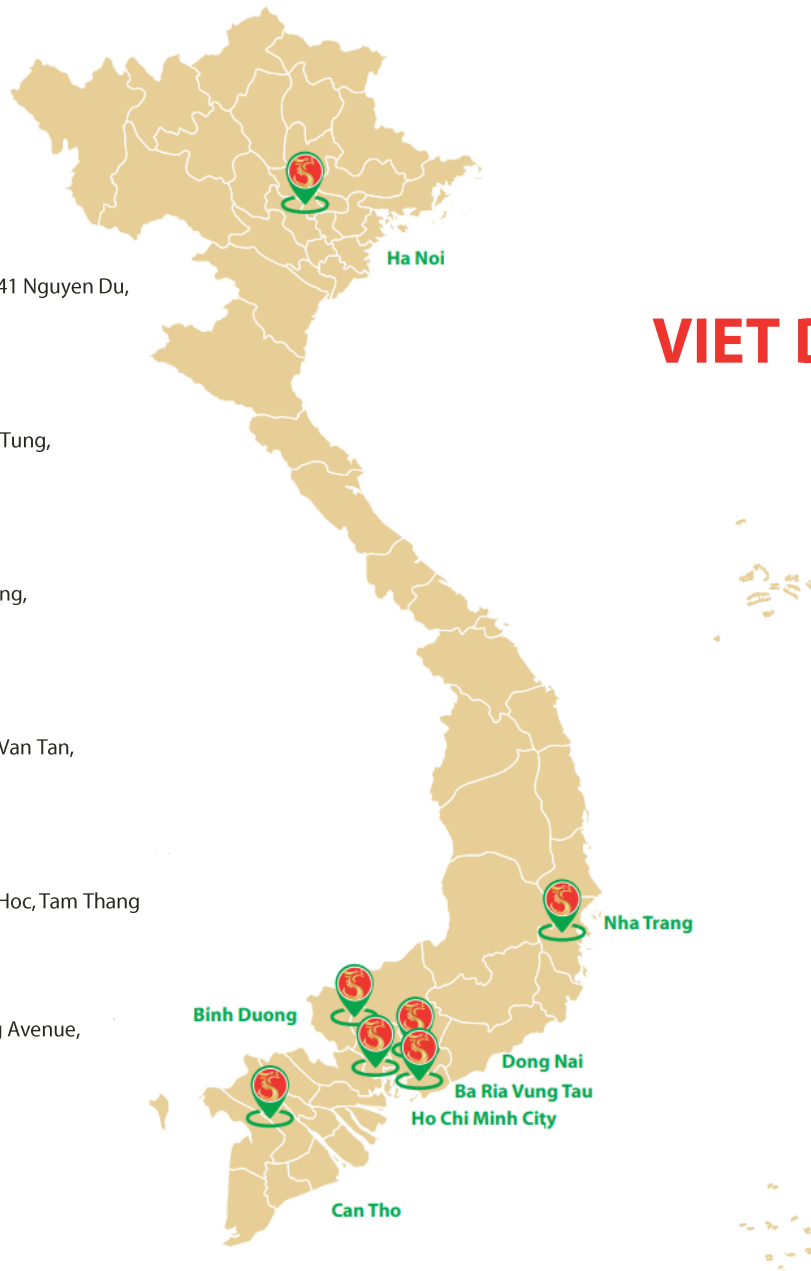 Ha Noi
41 Nguyen Du,
VIET D
Tung,
ng,
Van Tan,
Hoc, Tam Thang
Nha Trang
Binh Duong
Avenue,
Dong Nai
Ba Ria Vung Tau
Ho Chi Minh City
Can Tho